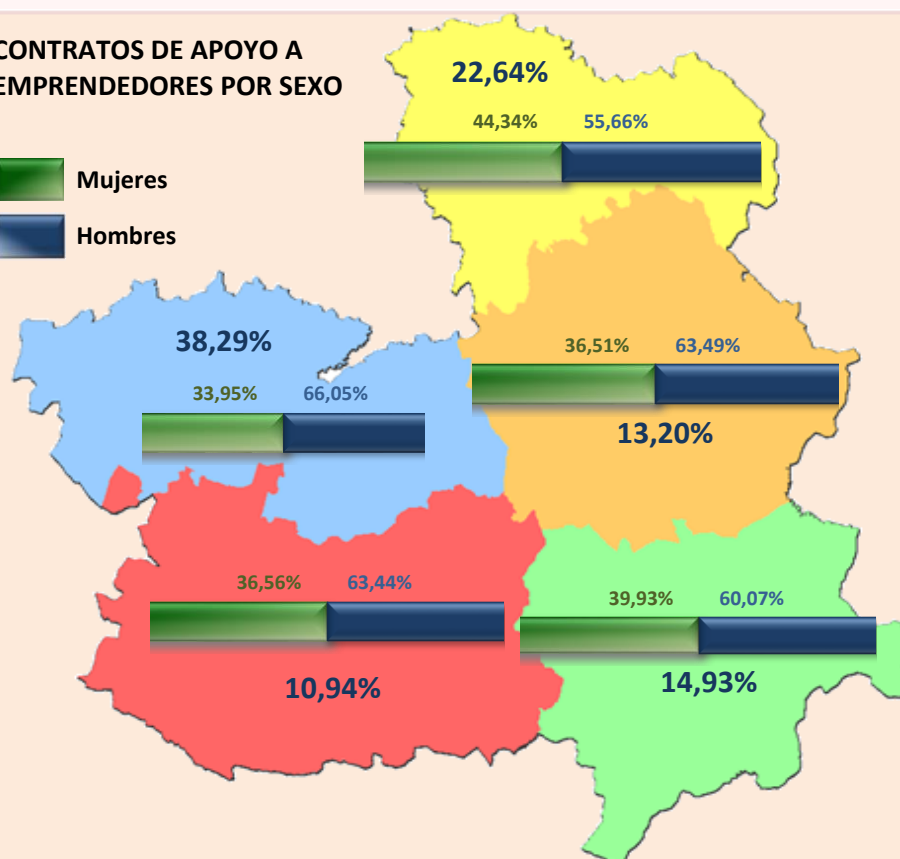 CONTRATOS DE APOYO A
EMPRENDEDORES POR SEXO
Mujeres
Hombres
22,64%
44,34% 55,66%
38,29%
33,95% 66,05%
36,51% 63,49%
13,20%
36,56% 63,44%
10,94%
39,93% 60,07%
14,93%